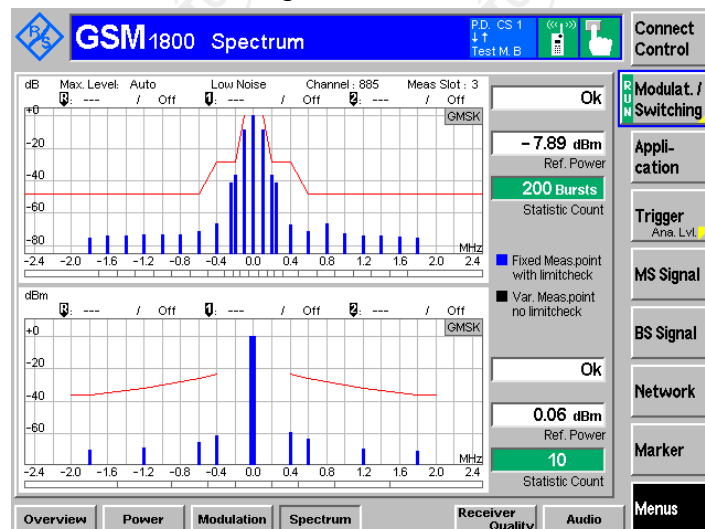 R S
GSM1800 Spectrum
P.D. CS 1
↓↑
Test M. B
Connect
Control
dB Max. Level: Auto Low Noise Channel : 885 Meas Slot : 3
R: --- / Off 1: --- / Off 2: --- / Off
GMSK
+0
-20
-40
-60
-80
MHz
-2.4 -2.0 -1.6 -1.2 -0.8 -0.4 0.0 0.4 0.8 1.2 1.6 2.0 2.4
Ok
-7.89 dBm
Ref. Power
200 Bursts
Statistic Count
Fixed Meas.point
with limitcheck
Var. Meas.point
no limitcheck
dBm
R: --- / Off 1: --- / Off 2: --- / Off
GMSK
+0
-20
-40
-60
MHz
-2.4 -2.0 -1.6 -1.2 -0.8 -0.4 0.0 0.4 0.8 1.2 1.6 2.0 2.4
Ok
0.06 dBm
Ref. Power
10
Statistic Count
RUN
Modulat. /
Switching
Appli-
cation
Trigger
Ana. Lvl.
MS Signal
BS Signal
Network
Marker
Menus
Overview
Power
Modulation
Spectrum
Receiver
Quality
Audio